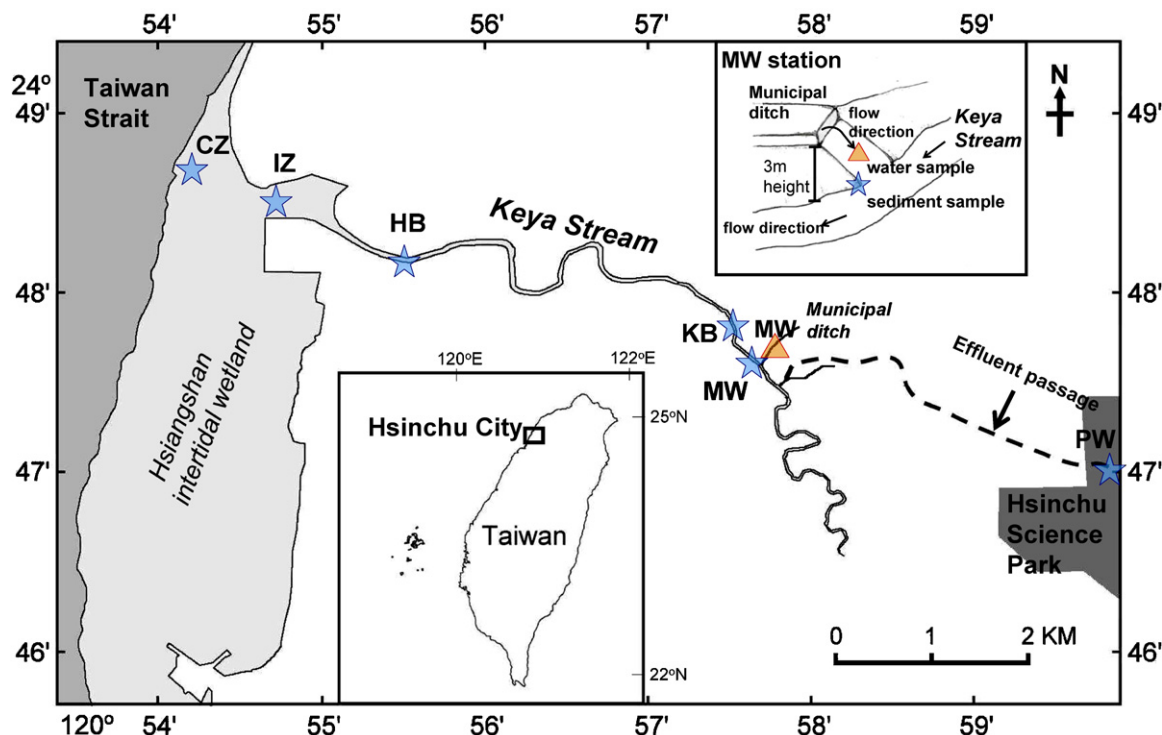 54'
55'
56'
57'
58'
59'
24°
49'
48'
47'
46'
Taiwan
Strait
CZ
IZ
HB
Keya Stream
KB
MW
MW
Municipal
ditch
Effluent passage
PW
Hsinchu
Science
Park
Hsiangshan
intertidal wetland
MW station
Municipal
ditch
flow
direction
Keya
Stream
3m
height
water sample
sediment sample
flow direction
N
49'
48'
47'
46'
120°E
122°E
25°N
Hsinchu City
Taiwan
22°N
0 1 2 KM
120°
54'
55'
56'
57'
58'
59'